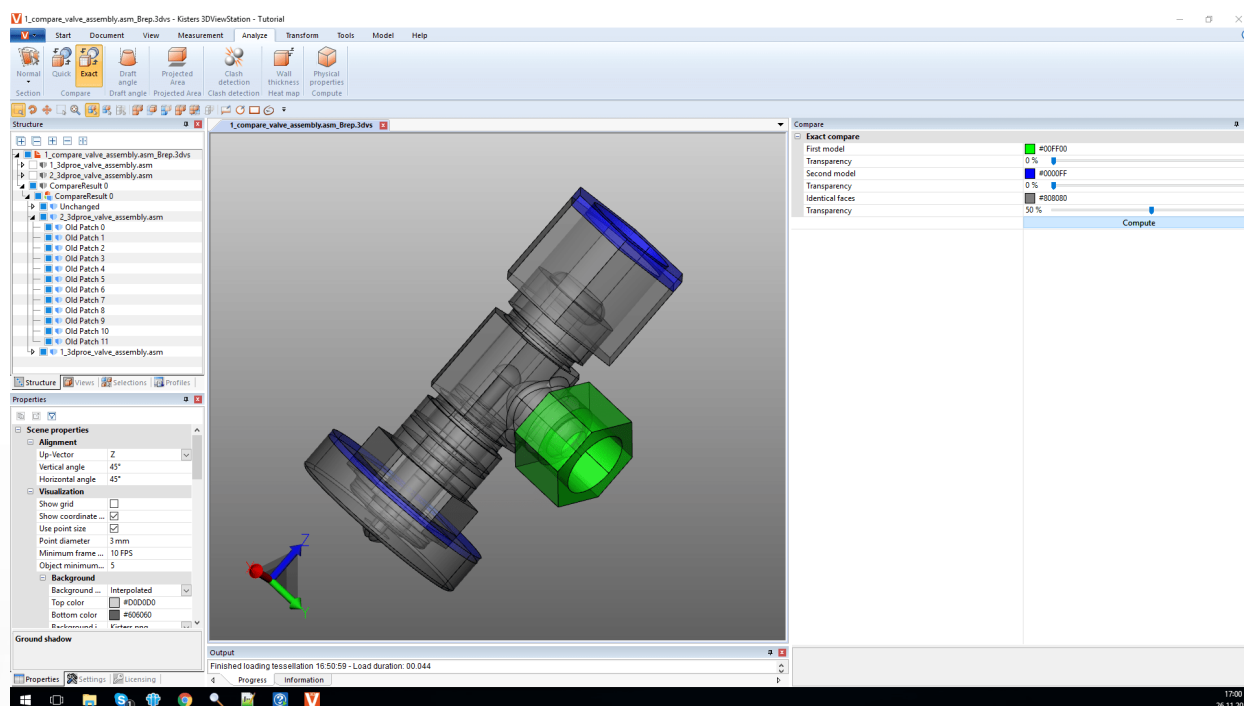 1_compare_valve_assembly.asm_Brep.3dvs - Kisters 3DViewStation - Tutorial
Start Document View Measurement Analyze Transform Tools Model Help
Normal Quick Exact Draft angle Projected Area Clash detection Wall thickness Physical properties
Section Compare Draft angle Projected Area Clash detection Heat map Compute
Structure
1_compare_valve_assembly.asm_Brep.3dvs
1_3dproe_valve_assembly.asm
2_3dproe_valve_assembly.asm
CompareResult 0
CompareResult 0
Unchanged
2_3dproe_valve_assembly.asm
Old Patch 0
Old Patch 1
Old Patch 2
Old Patch 3
Old Patch 4
Old Patch 5
Old Patch 6
Old Patch 7
Old Patch 8
Old Patch 9
Old Patch 10
Old Patch 11
1_3dproe_valve_assembly.asm
Structure Views Selections Profiles
Properties
Scene properties
Alignment
Up-Vector Z
Vertical angle 45°
Horizontal angle 45°
Visualization
Show grid
Show coordinate ...
Use point size
Point diameter 3 mm
Minimum frame ... 10 FPS
Object minimum... 5
Background
Background ... Interpolated
Top color #D0D0D0
Bottom color #606060
Background i... Kisters.png
Ground shadow
Properties Settings Licensing
1_compare_valve_assembly.asm_Brep.3dvs
Z
Y
Output
Finished loading tessellation 16:50:59 - Load duration: 00.044
Progress Information
Compare
Exact compare
First model #00FF00
Transparency 0 %
Second model #0000FF
Transparency 0 %
Identical faces #808080
Transparency 50 %
Compute
17:00
26.11.20